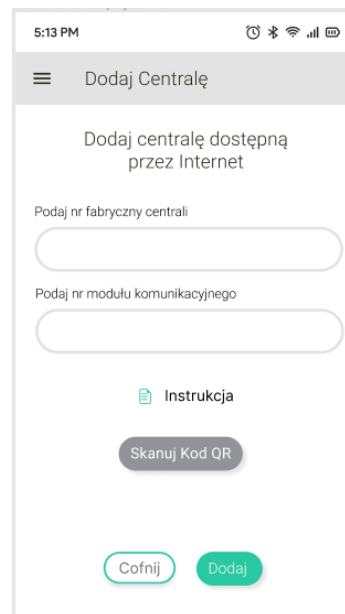 5:13 PM
Dodaj Centralę
Dodaj centralę dostępną
przez Internet
Podaj nr fabryczny centrali
Podaj nr modułu komunikacyjnego
Instrukcja
Skanuj Kod QR
Cofnij
Dodaj